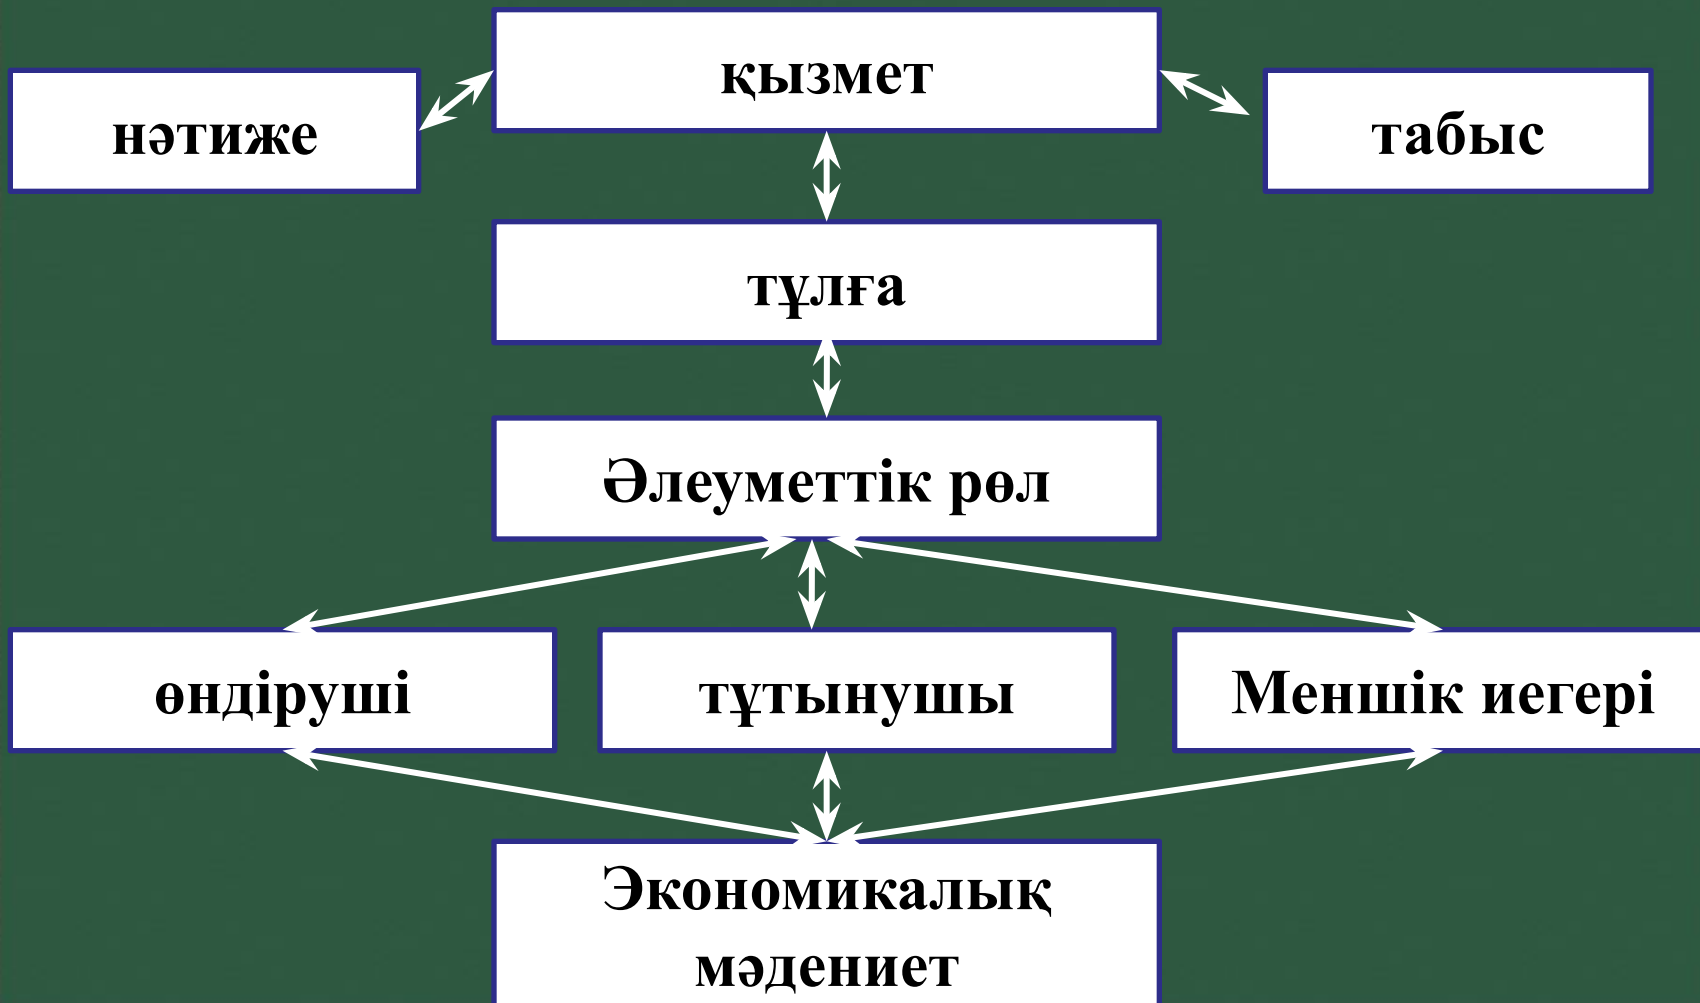 қызмет
нәтиже
табыс
тұлға
Әлеуметтік рөл
өндіруші
тұтынушы
Меншік иегері
Экономикалық
мәдениет